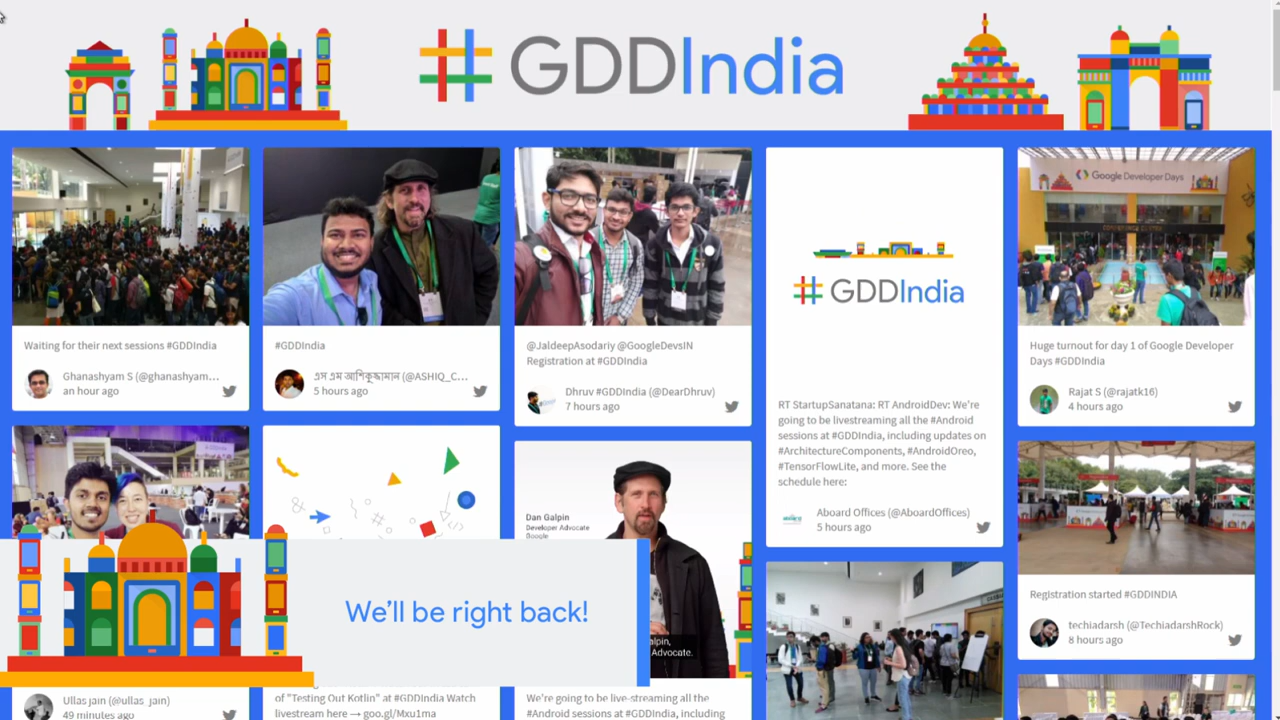 #GDDIndia
Waiting for their next sessions #GDDIndia
Ghanashyam S (@ghanashyam...
an hour ago
#GDDIndia
এস এম আশিকুজ্জামান (@ASHIQ_C...
5 hours ago
@JaldeepAsodariy @GoogleDevsIN
Registration at #GDDIndia
Dhruv #GDDIndia (@DearDhruv)
7 hours ago
#GDDIndia
RT StartupSanatana: RT AndroidDev: We're
going to be livestreaming all the #Android
sessions at #GDDIndia, including updates on
#ArchitectureComponents, #AndroidOreo,
#TensorFlowLite, and more. See the
schedule here:
Aboard Offices (@AboardOffices)
5 hours ago
Google Developer Days
Huge turnout for day 1 of Google Developer
Days #GDDIndia
Rajat S (@rajatk16)
4 hours ago
Dan Galpin
Developer Advocate
Google
alpin,
Advocate.
Registration started #GDDINDIA
techiadarsh (@TechiadarshRock)
8 hours ago
We'll be right back!
Ullas jain (@ullas_jain)
49 minutes ago
of "Testing Out Kotlin" at #GDDIndia Watch
livestream here → goo.gl/Mxu1ma
We're going to be live-streaming all the
#Android sessions at #GDDIndia, including